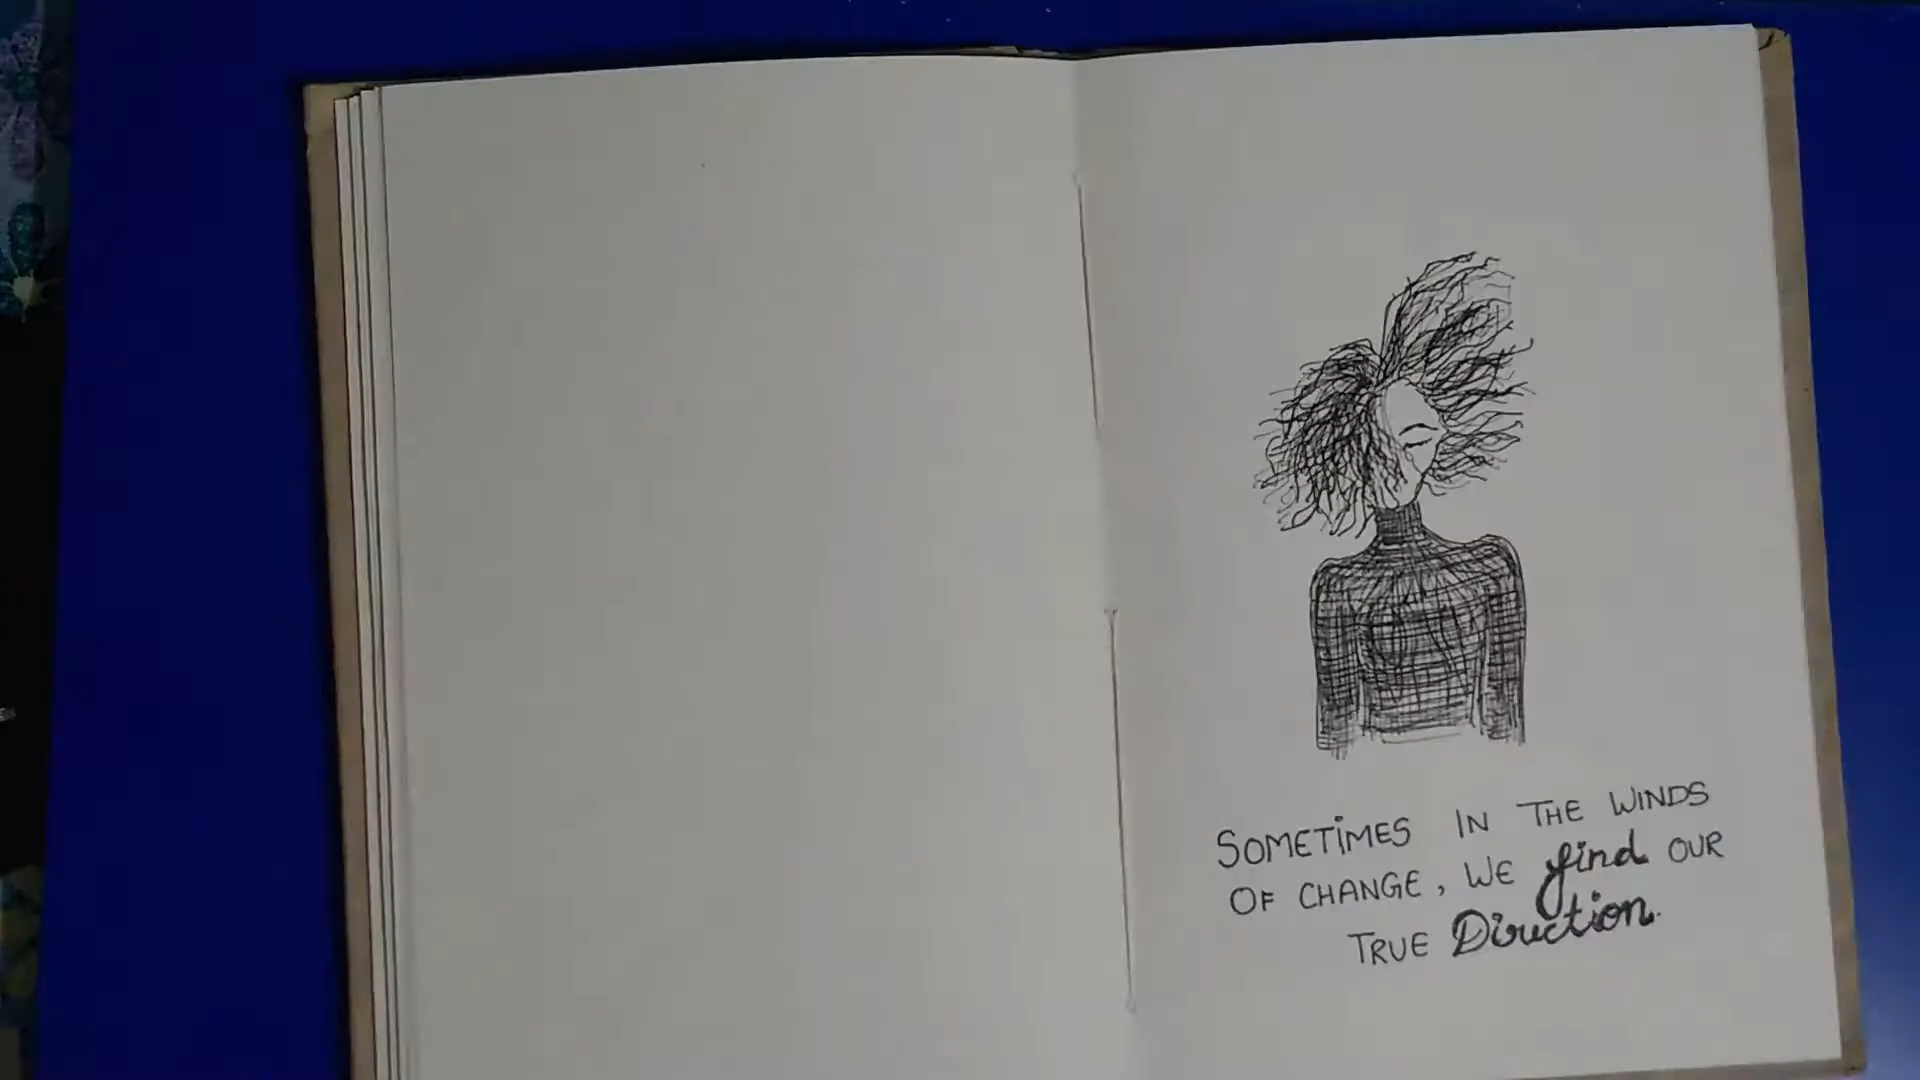 SOMETIMES IN THE WINDS
OF CHANGE, WE find OUR
TRUE Direction.